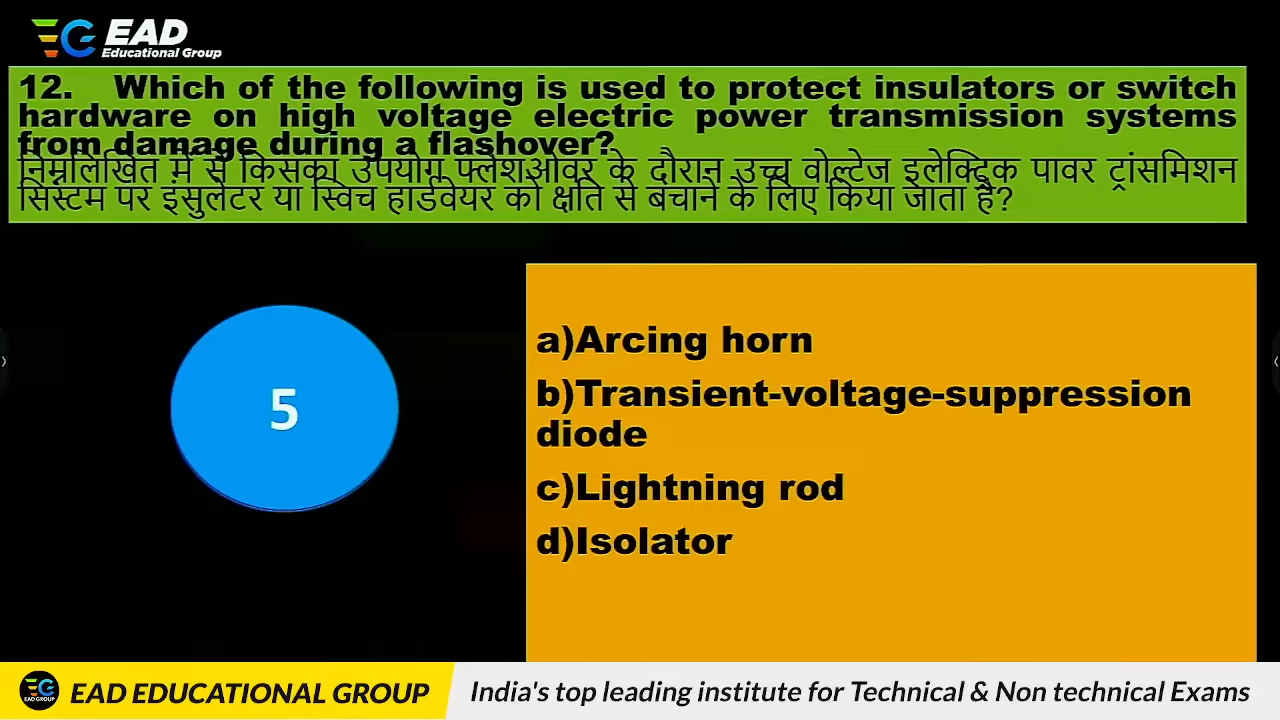 EAD
Educational Group
12. Which of the following is used to protect insulators or switch
hardware on high voltage electric power transmission systems
from damage during a flashover?
निम्नलिखित में से किसका उपयोग फ्लैशओवर के दौरान उच्च वोल्टेज इलेक्ट्रिक पावर ट्रांसमिशन
सिस्टम पर इंसुलेटर या स्विच हार्डवेयर को क्षति से बचाने के लिए किया जाता है?
5
a)Arcing horn
b)Transient-voltage-suppression
diode
c)Lightning rod
d)Isolator
EAD GROUP
EAD EDUCATIONAL GROUP
India's top leading institute for Technical & Non technical Exams